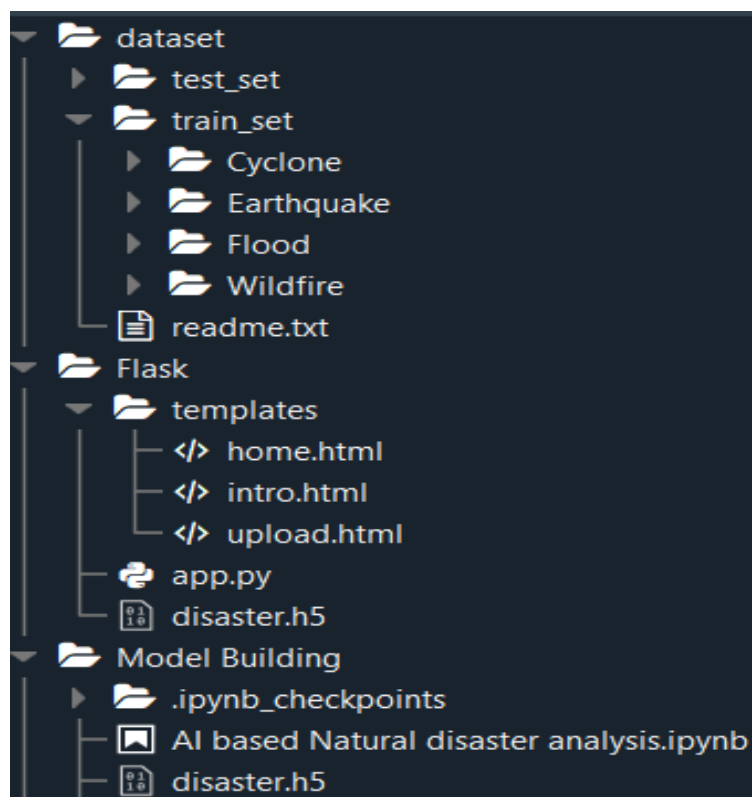 dataset
test_set
train_set
Cyclone
Earthquake
Flood
Wildfire
readme.txt
Flask
templates
</> home.html
</> intro.html
</> upload.html
app.py
disaster.h5
Model Building
.ipynb_checkpoints
AI based Natural disaster analysis.ipynb
disaster.h5